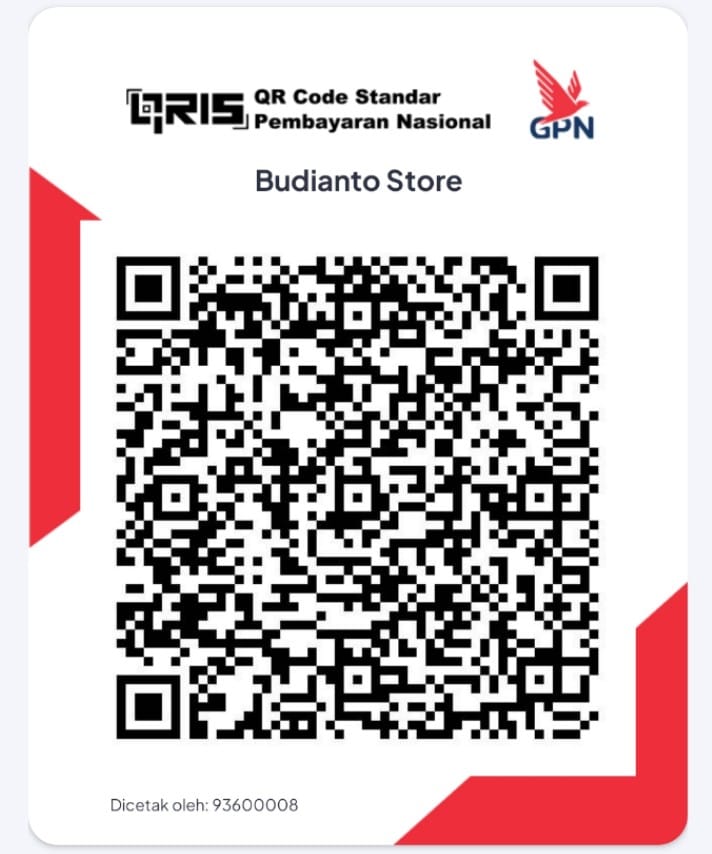 QRIS QR Code Standar
Pembayaran Nasional
GPN
Budianto Store
Dicetak oleh: 93600008